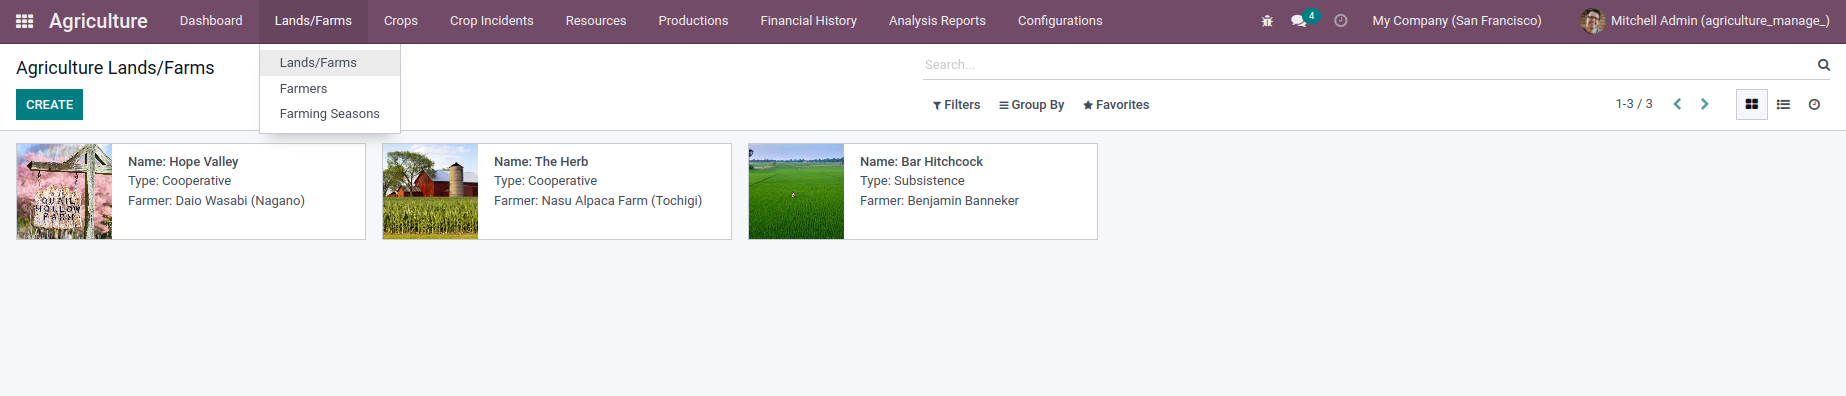 Agriculture Dashboard Lands/Farms Crops Crop Incidents Resources Productions Financial History Analysis Reports Configurations 4 My Company (San Francisco) Mitchell Admin (agriculture_manage_)
Agriculture Lands/Farms
CREATE
Lands/Farms
Farmers
Farming Seasons
Search...
Filters Group By Favorites 1-3 / 3
QUAIL
HOLLOW
FARM
Name: Hope Valley
Type: Cooperative
Farmer: Daio Wasabi (Nagano)
Name: The Herb
Type: Cooperative
Farmer: Nasu Alpaca Farm (Tochigi)
Name: Bar Hitchcock
Type: Subsistence
Farmer: Benjamin Banneker